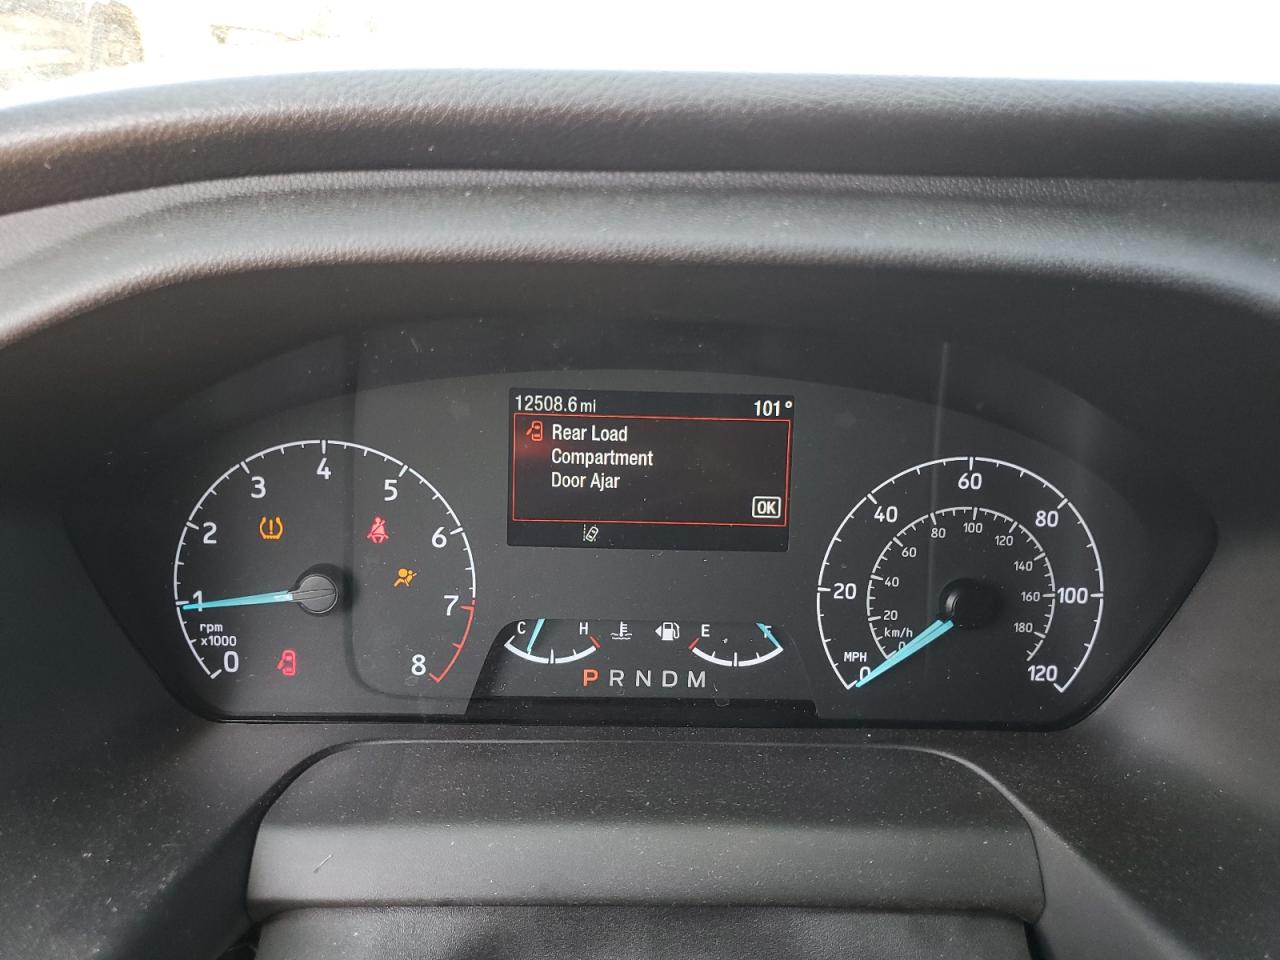 12508.6 mi 101°
Rear Load
Compartment
Door Ajar
OK
0 1 2 3 4 5 6 7 8
rpm
x1000
C H
E F
P R N D M
0 20 40 60 80 100 120
MPH
0 20 40 60 80 100 120 140 160 180
km/h